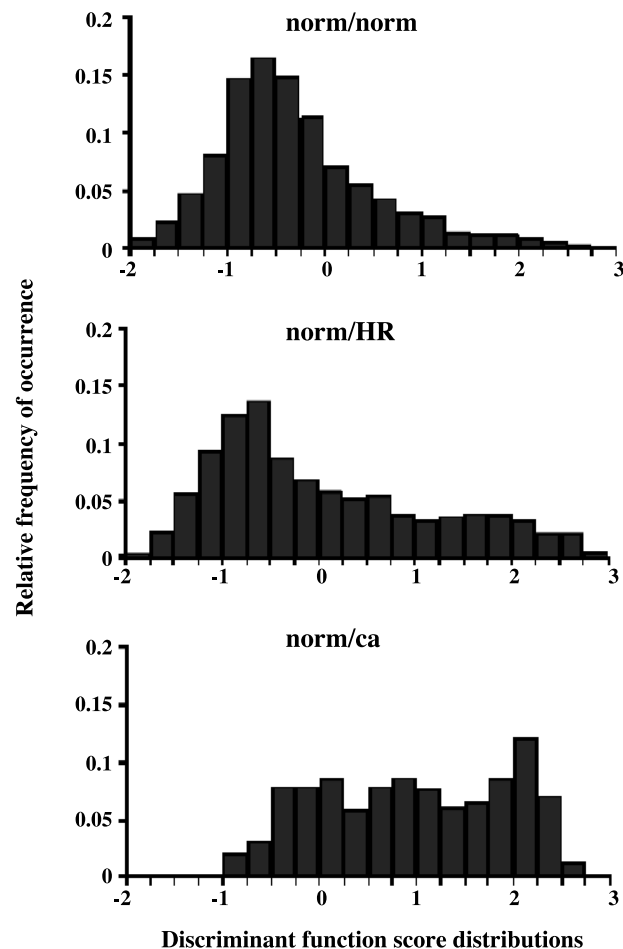 norm/norm
0.2
0.15
0.1
0.05
0
-2 -1 0 1 2 3
norm/HR
0.2
0.15
0.1
0.05
0
-2 -1 0 1 2 3
norm/ca
0.2
0.15
0.1
0.05
0
-2 -1 0 1 2 3
Relative frequency of occurrence
Discriminant function score distributions